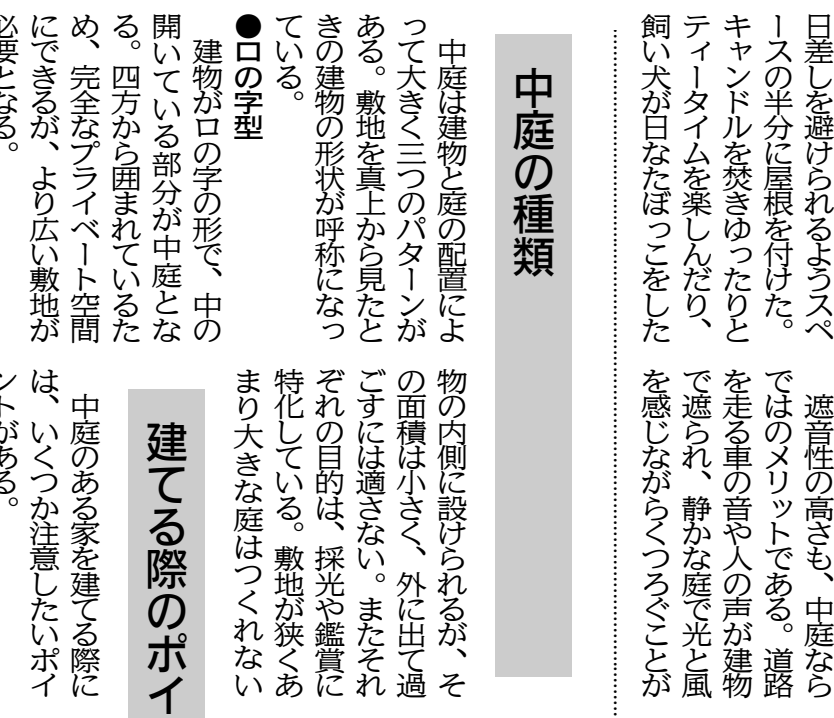 日差しを避けられるようスペ
ースの半分に屋根を付けた。
キャンドルを焚きゆったりと
ティータイムを楽しんだり、
飼い犬が日なたぼっこをした
遮音性の高さも、中庭なら
ではのメリットである。道路
を走る車の音や人の声が建物
で遮られ、静かな庭で光と風
を感じながらくつろぐことが
中庭の種類
中庭は建物と庭の配置によ
って大きく三つのパターンが
ある。敷地を真上から見たと
きの建物の形状が呼称になっ
ている。
●ロの字型
建物がロの字の形で、中の
開いている部分が中庭とな
る。四方から囲まれているた
め、完全なプライベート空間
にできるが、より広い敷地が
必要となる。
物の内側に設けられるが、そ
の面積は小さく、外に出て過
ごすには適さない。またそれ
ぞれの目的は、採光や鑑賞に
特化している。敷地が狭くあ
まり大きな庭はつくれない
建てる際のポイ
中庭のある家を建てる際に
は、いくつか注意したいポイ
ントがある。